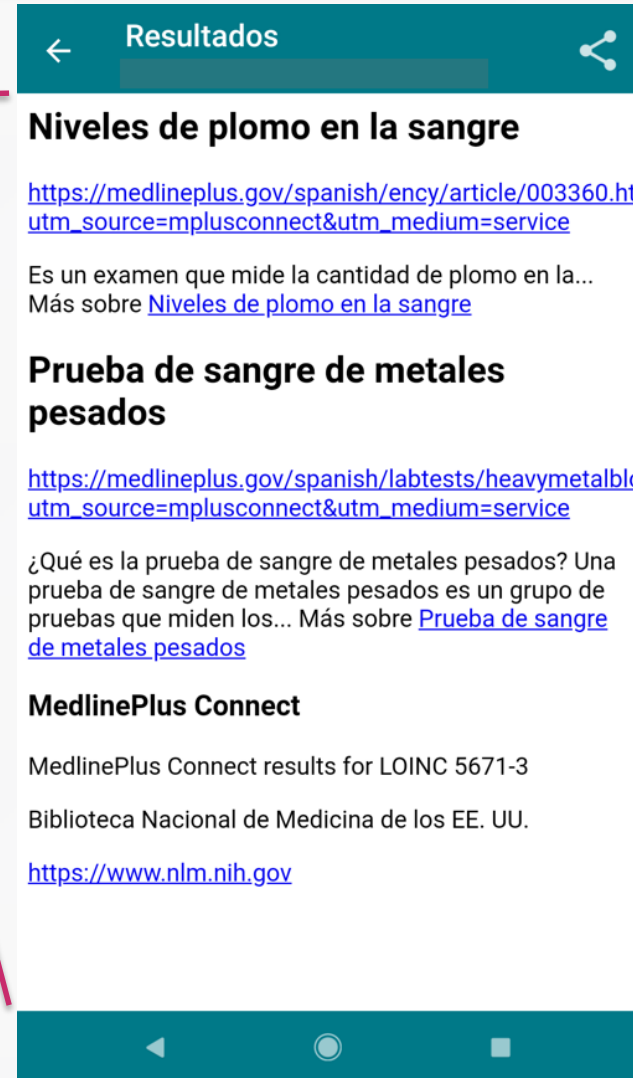 Resultados
Niveles de plomo en la sangre
https://medlineplus.gov/spanish/ency/article/003360.ht
utm_source=mplusconnect&utm_medium=service
Es un examen que mide la cantidad de plomo en la...
Más sobre Niveles de plomo en la sangre
Prueba de sangre de metales
pesados
https://medlineplus.gov/spanish/labtests/heavymetalblo
utm_source=mplusconnect&utm_medium=service
¿Qué es la prueba de sangre de metales pesados? Una
prueba de sangre de metales pesados es un grupo de
pruebas que miden los... Más sobre Prueba de sangre
de metales pesados
MedlinePlus Connect
MedlinePlus Connect results for LOINC 5671-3
Biblioteca Nacional de Medicina de los EE. UU.
https://www.nlm.nih.gov